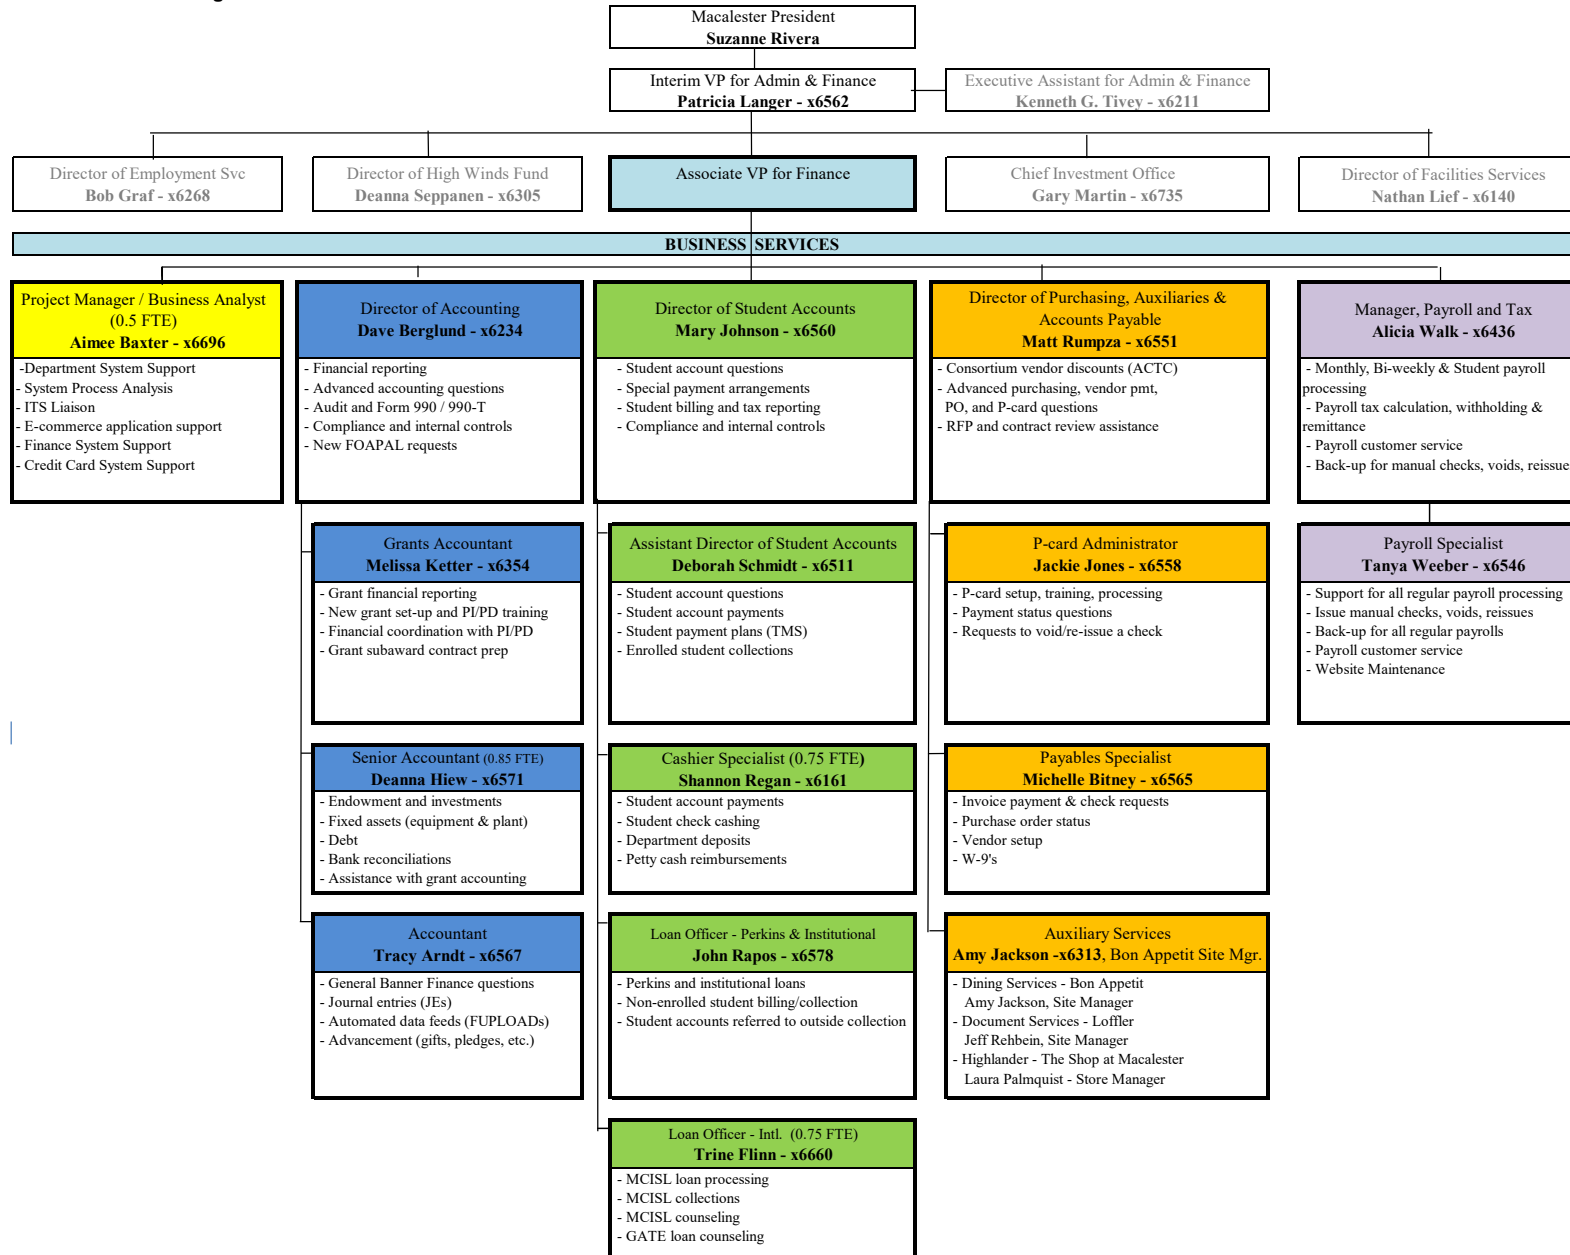 Macalester President
Suzanne Rivera
Interim VP for Admin & Finance
Patricia Langer - x6562
Executive Assistant for Admin & Finance
Kenneth G. Tivey - x6211
Director of Employment Svc
Bob Graf - x6268
Director of High Winds Fund
Deanna Seppanen - x6305
Associate VP for Finance
Chief Investment Office
Gary Martin - x6735
Director of Facilities Services
Nathan Lief - x6140
BUSINESS SERVICES
Project Manager / Business Analyst
(0.5 FTE)
Aimee Baxter - x6696
-Department System Support
- System Process Analysis
- ITS Liaison
- E-commerce application support
- Finance System Support
- Credit Card System Support
Director of Accounting
Dave Berglund - x6234
- Financial reporting
- Advanced accounting questions
- Audit and Form 990 / 990-T
- Compliance and internal controls
- New FOAPAL requests
Director of Student Accounts
Mary Johnson - x6560
- Student account questions
- Special payment arrangements
- Student billing and tax reporting
- Compliance and internal controls
Director of Purchasing, Auxiliaries &
Accounts Payable
Matt Rumpza - x6551
- Consortium vendor discounts (ACTC)
- Advanced purchasing, vendor pmt,
PO, and P-card questions
- RFP and contract review assistance
Manager, Payroll and Tax
Alicia Walk - x6436
- Monthly, Bi-weekly & Student payroll
processing
- Payroll tax calculation, withholding &
remittance
- Payroll customer service
- Back-up for manual checks, voids, reissue
Grants Accountant
Melissa Ketter - x6354
- Grant financial reporting
- New grant set-up and PI/PD training
- Financial coordination with PI/PD
- Grant subaward contract prep
Assistant Director of Student Accounts
Deborah Schmidt - x6511
- Student account questions
- Student account payments
- Student payment plans (TMS)
- Enrolled student collections
P-card Administrator
Jackie Jones - x6558
- P-card setup, training, processing
- Payment status questions
- Requests to void/re-issue a check
Payroll Specialist
Tanya Weeber - x6546
- Support for all regular payroll processing
- Issue manual checks, voids, reissues
- Back-up for all regular payrolls
- Payroll customer service
- Website Maintenance
Senior Accountant (0.85 FTE)
Deanna Hiew - x6571
- Endowment and investments
- Fixed assets (equipment & plant)
- Debt
- Bank reconciliations
- Assistance with grant accounting
Cashier Specialist (0.75 FTE)
Shannon Regan - x6161
- Student account payments
- Student check cashing
- Department deposits
- Petty cash reimbursements
Payables Specialist
Michelle Bitney - x6565
- Invoice payment & check requests
- Purchase order status
- Vendor setup
- W-9's
Accountant
Tracy Arndt - x6567
- General Banner Finance questions
- Journal entries (JEs)
- Automated data feeds (FUPLOADs)
- Advancement (gifts, pledges, etc.)
Loan Officer - Perkins & Institutional
John Rapos - x6578
- Perkins and institutional loans
- Non-enrolled student billing/collection
- Student accounts referred to outside collection
Auxiliary Services
Amy Jackson -x6313, Bon Appetit Site Mgr.
- Dining Services - Bon Appetit
Amy Jackson, Site Manager
- Document Services - Loffler
Jeff Rehbein, Site Manager
- Highlander - The Shop at Macalester
Laura Palmquist - Store Manager
Loan Officer - Intl. (0.75 FTE)
Trine Flinn - x6660
- MCISL loan processing
- MCISL collections
- MCISL counseling
- GATE loan counseling